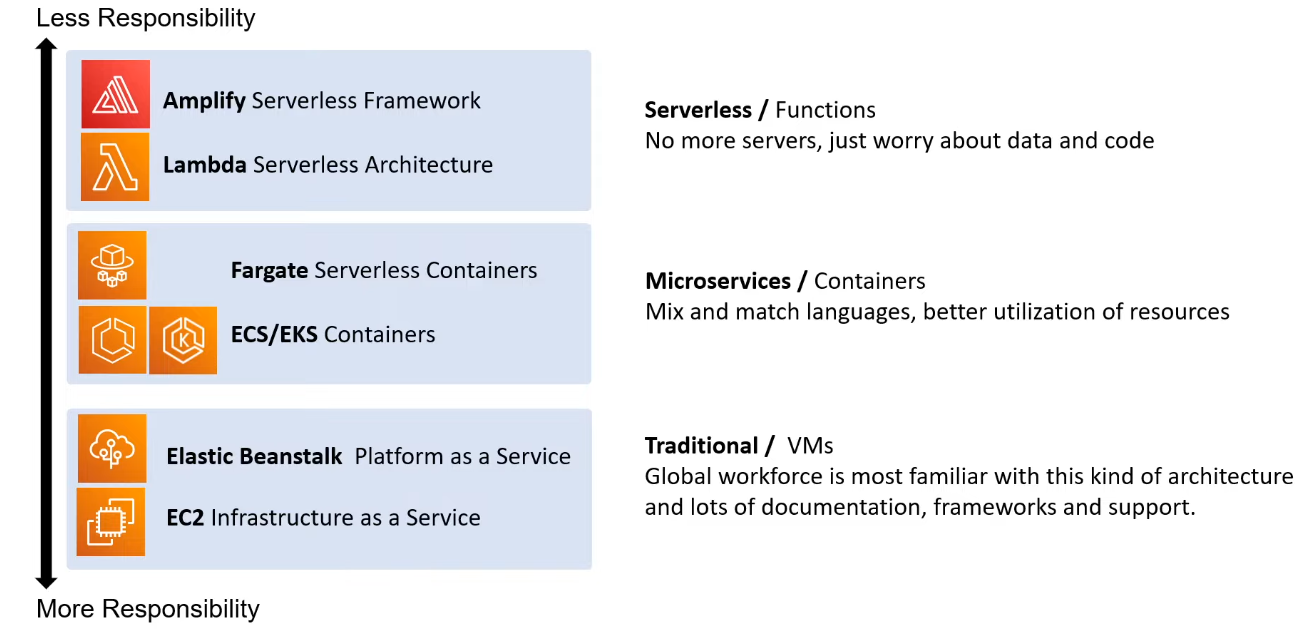 Less Responsibility
Amplify Serverless Framework
Lambda Serverless Architecture
Serverless / Functions
No more servers, just worry about data and code
Fargate Serverless Containers
K
ECS/EKS Containers
Microservices / Containers
Mix and match languages, better utilization of resources
Elastic Beanstalk Platform as a Service
EC2 Infrastructure as a Service
Traditional / VMs
Global workforce is most familiar with this kind of architecture
and lots of documentation, frameworks and support.
More Responsibility